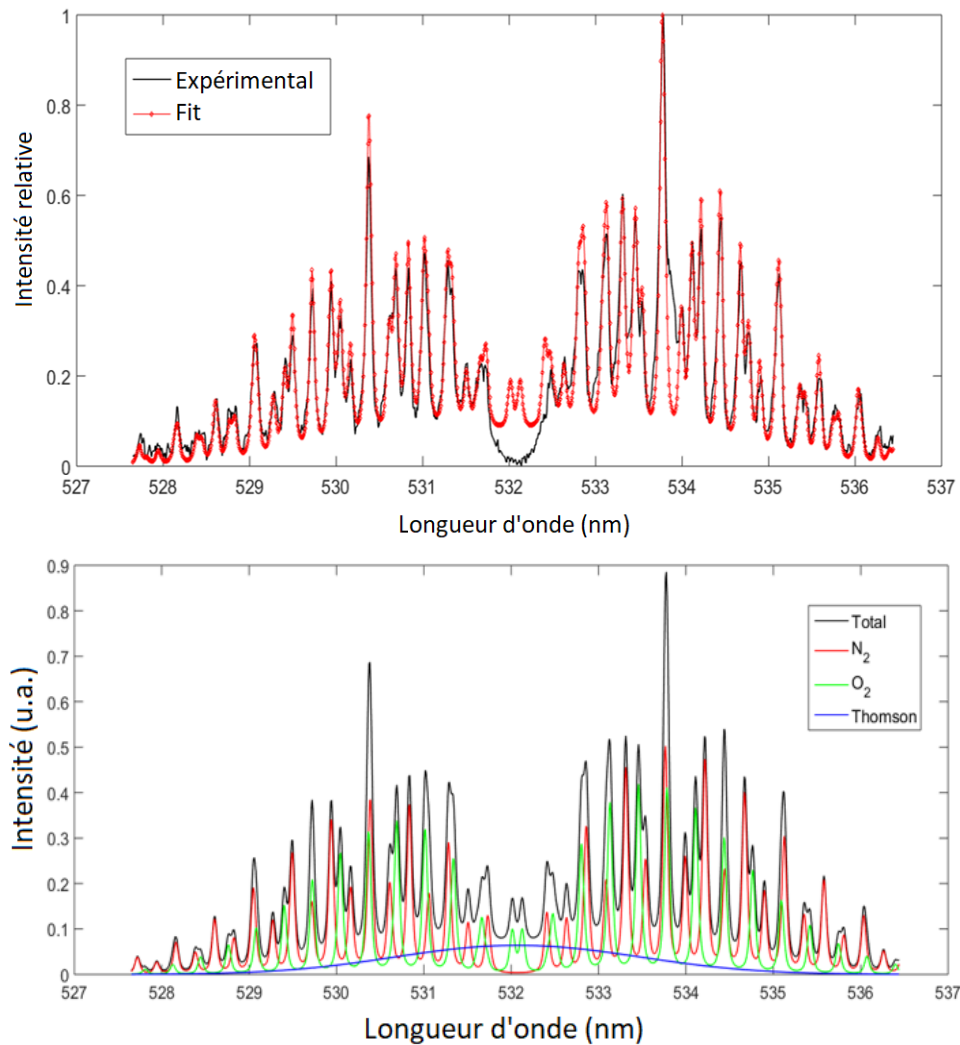 1
0.8
0.6
0.4
0.2
0
Intensité relative
Expérimental
Fit
527 528 529 530 531 532 533 534 535 536 537
Longueur d'onde (nm)
0.9
0.8
0.7
0.6
0.5
0.4
0.3
0.2
0.1
0
Intensité (u.a.)
Total
N2
O2
Thomson
527 528 529 530 531 532 533 534 535 536 537
Longueur d'onde (nm)